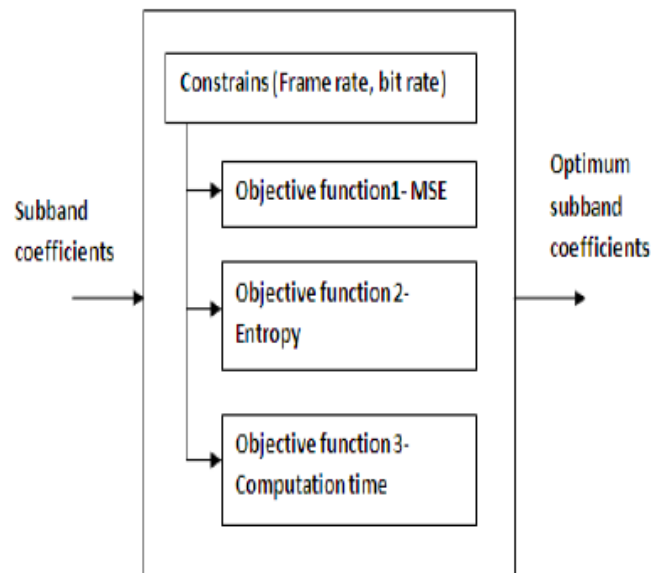 Constrains (Frame rate, bit rate)
Objective function1- MSE
Objective function 2-
Entropy
Objective function 3-
Computation time
Subband
coefficients
Optimum
subband
coefficients